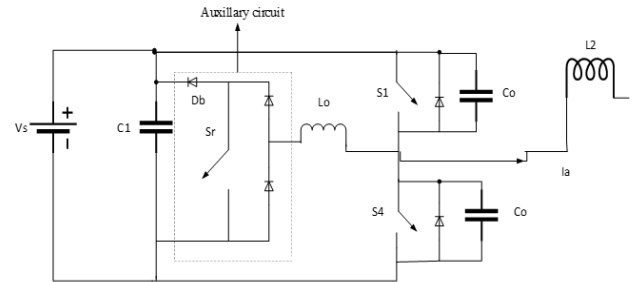 Auxillary circuit
L2
S1
Co
Db
Lo
Vs
+
C1
Sr
Ia
S4
Co